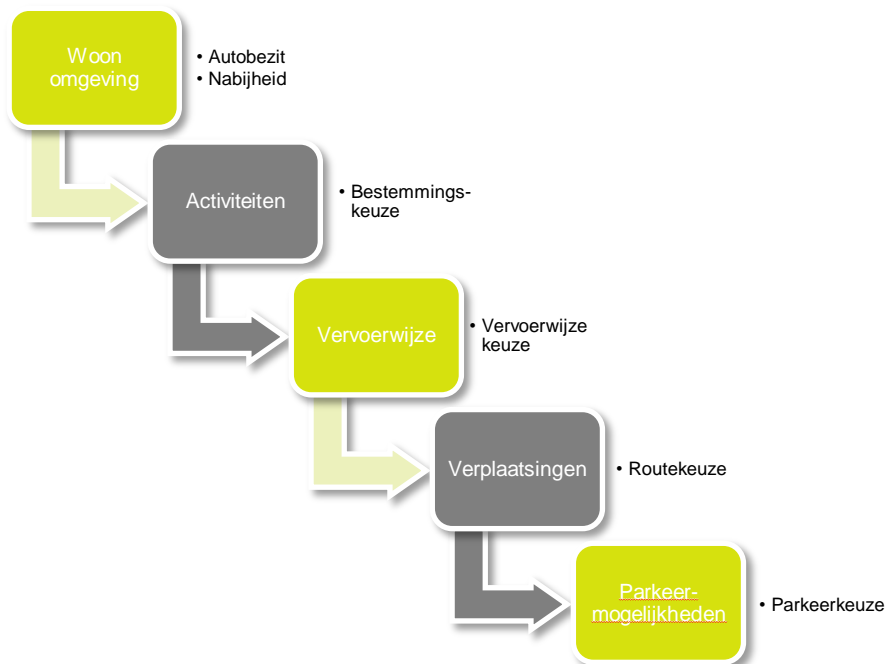 Woon
omgeving
• Autobezit
• Nabijheid
Activiteiten
• Bestemmings-
keuze
Vervoerwijze
• Vervoerwijze
keuze
Verplaatsingen
• Routekeuze
Parkeer-
mogelijkheden
• Parkeerkeuze